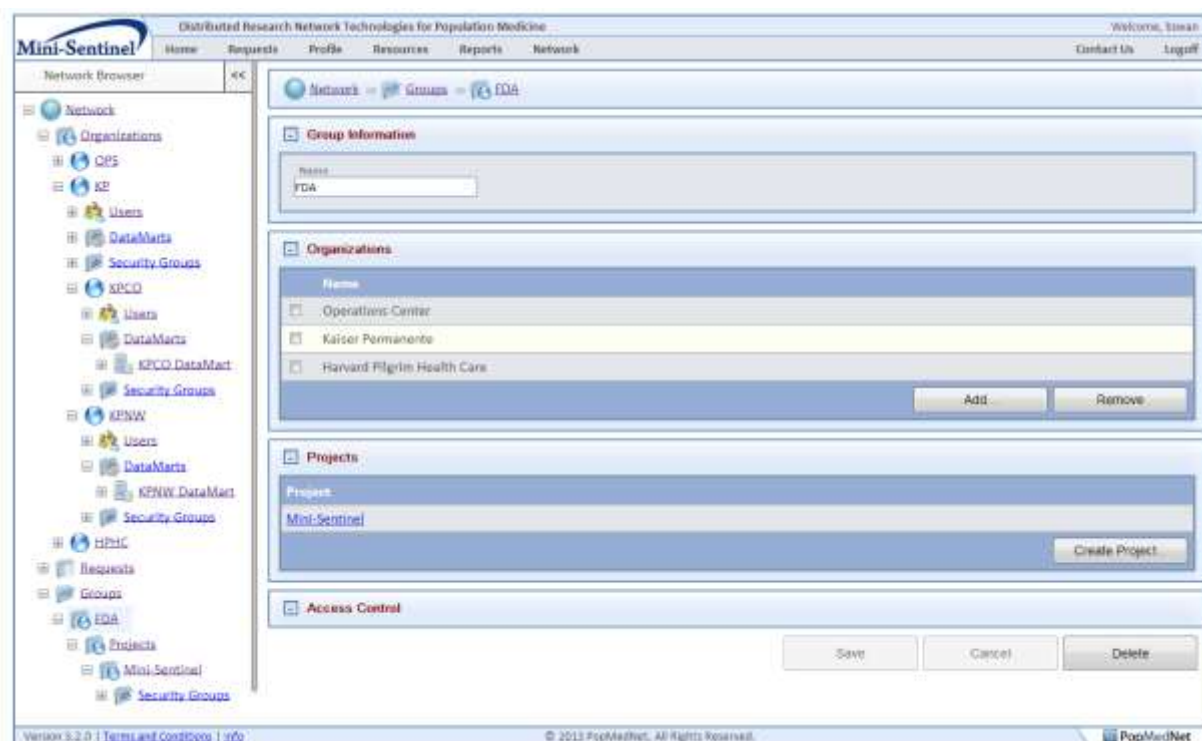 Distributed Research Network Technologies for Population Medicine
Welcome,
Mini-Sentinel
Home Requests Profile Resources Reports Network
Contact Us Logoff
Network Browser <<
Network Groups FDA
Network
Organizations
OPS
KP
Users
DataMarts
Security Groups
KPCO
Users
DataMarts
KPCO DataMart
Security Groups
KPNW
Users
DataMarts
KPNW DataMart
Security Groups
HPHC
Requests
Groups
FDA
Projects
Mini-Sentinel
Security Groups
Group Information
Name
FDA
Organizations
Name
Operations Center
Kaiser Permanente
Harvard Pilgrim Health Care
Add... Remove
Projects
Project
Mini-Sentinel
Create Project...
Access Control
Save Cancel Delete
Version 3.2.0 | Terms and Conditions | Info
© 2013 PopMedNet. All Rights Reserved.
PopMedNet